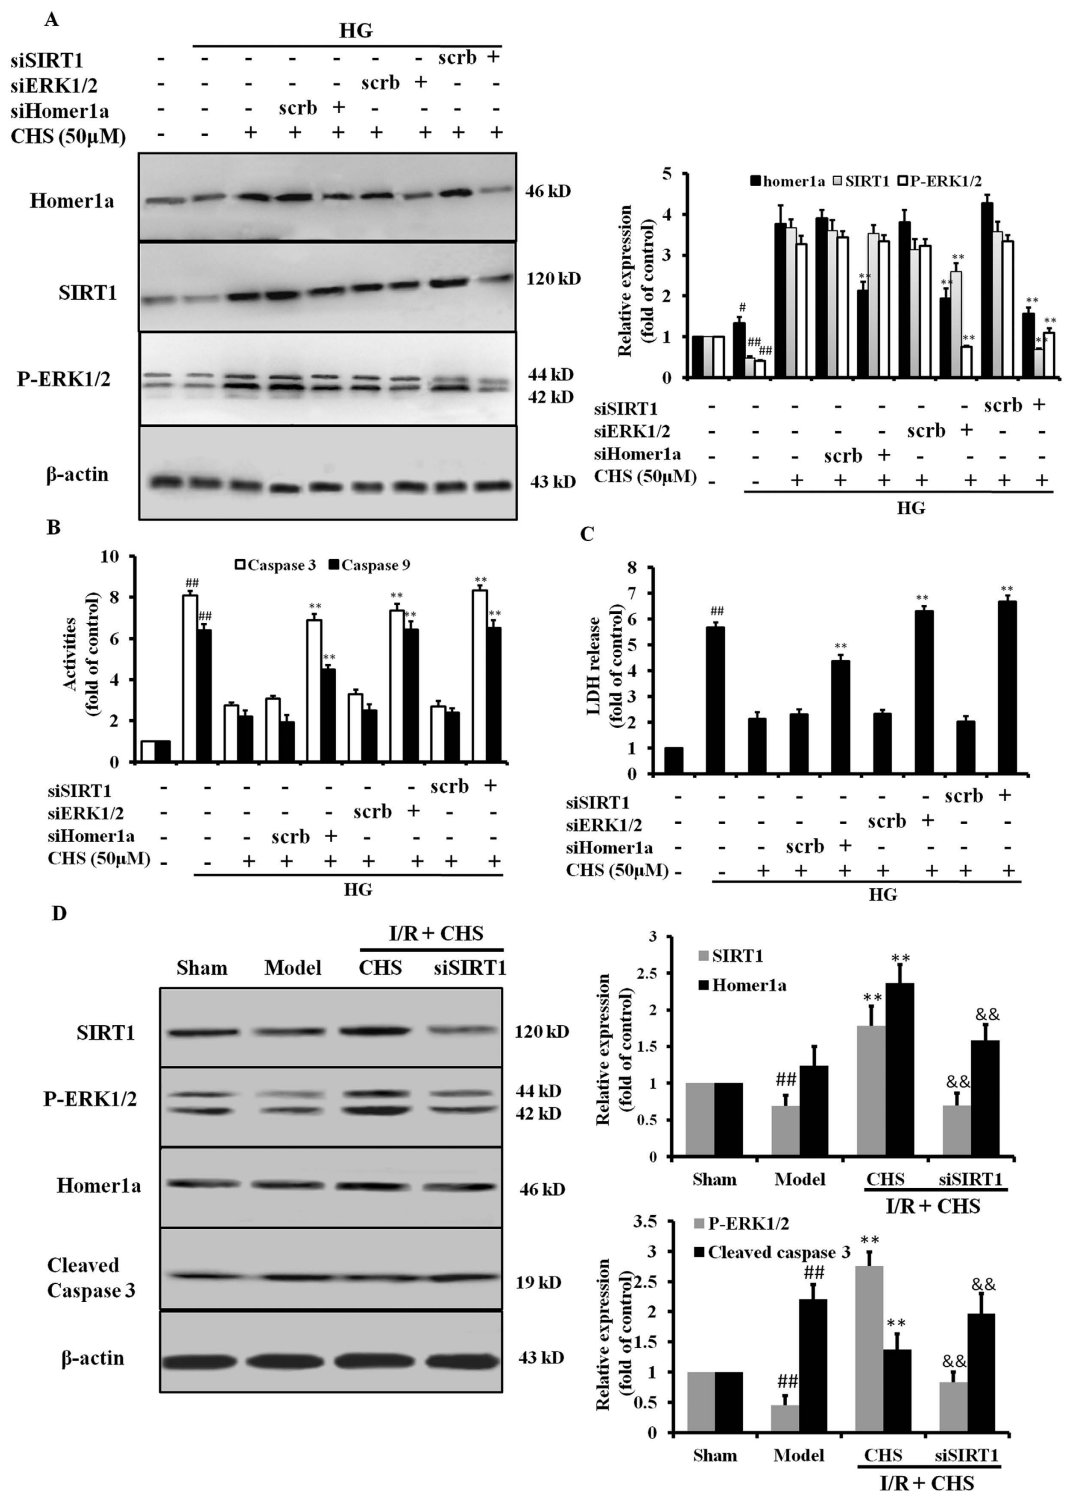 A
HG
siSIRT1 - - - - - - - scrb +
siERK1/2 - - - - - scrb + - -
siHomer1a - - - scrb + - - - -
CHS (50μM) - - + + + + + + +
Homer1a 46 kD
SIRT1 120 kD
P-ERK1/2 44 kD
42 kD
β-actin 43 kD
Relative expression
(fold of control)
5
4
3
2
1
0
homer1a SIRT1 P-ERK1/2
# ## ## ** ** ** ** ** ** **
siSIRT1 - - - - - - - scrb +
siERK1/2 - - - - - scrb + - -
siHomer1a - - - scrb + - - - -
CHS (50μM) - - + + + + + + +
HG
B
Activities
(fold of control)
10
8
6
4
2
0
Caspase 3 Caspase 9
## ## ** ** ** ** ** **
siSIRT1 - - - - - - - scrb +
siERK1/2 - - - - - scrb + - -
siHomer1a - - - scrb + - - - -
CHS (50μM) - - + + + + + + +
HG
C
LDH release
(fold of control)
8
7
6
5
4
3
2
1
0
## ** ** **
siSIRT1 - - - - - - - scrb +
siERK1/2 - - - - - scrb + - -
siHomer1a - - - scrb + - - - -
CHS (50μM) - - + + + + + + +
HG
D
I/R + CHS
Sham Model CHS siSIRT1
SIRT1 120 kD
P-ERK1/2 44 kD
42 kD
Homer1a 46 kD
Cleaved
Caspase 3 19 kD
β-actin 43 kD
Relative expression
(fold of control)
3
2.5
2
1.5
1
0.5
0
SIRT1
Homer1a
## ** ** && &&
Sham Model CHS siSIRT1
I/R + CHS
Relative expression
(fold of control)
3.5
3
2.5
2
1.5
1
0.5
0
P-ERK1/2
Cleaved caspase 3
## ## ** ** && &&
Sham Model CHS siSIRT1
I/R + CHS